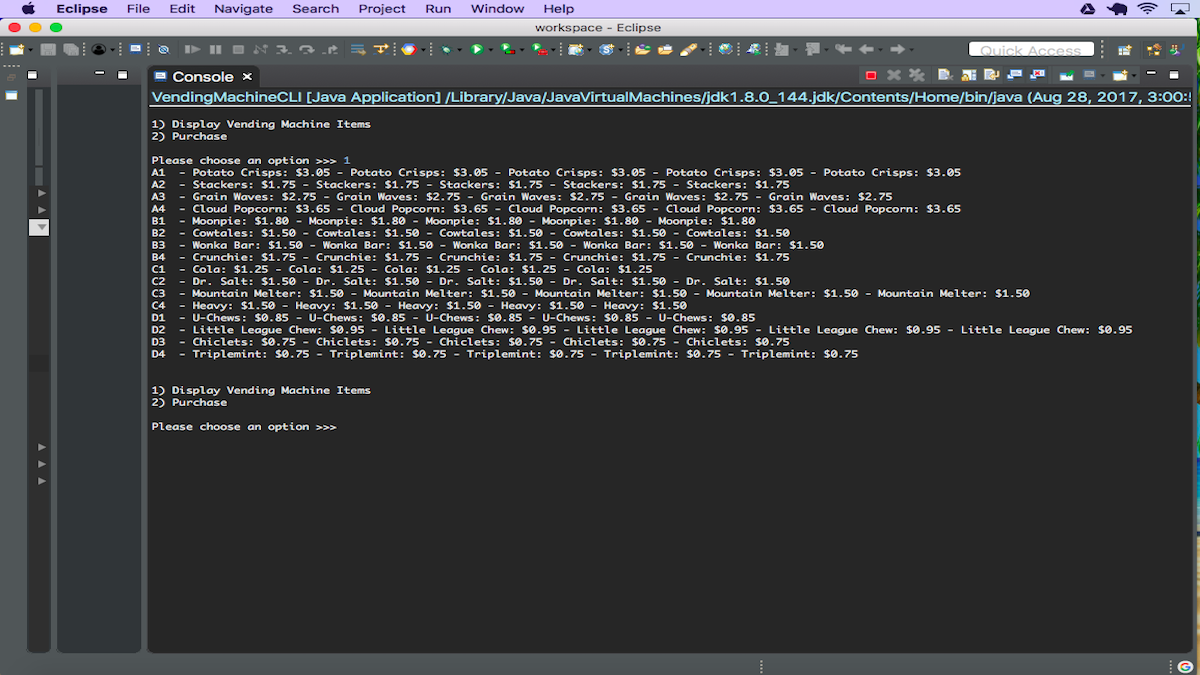 Eclipse File Edit Navigate Search Project Run Window Help
workspace - Eclipse
Quick Access
Console
VendingMachineCLI [Java Application] /Library/Java/JavaVirtualMachines/jdk1.8.0_144.jdk/Contents/Home/bin/java (Aug 28, 2017, 3:00:
1) Display Vending Machine Items
2) Purchase
Please choose an option >>> 1
A1 - Potato Crisps: $3.05 - Potato Crisps: $3.05 - Potato Crisps: $3.05 - Potato Crisps: $3.05 - Potato Crisps: $3.05
A2 - Stackers: $1.75 - Stackers: $1.75 - Stackers: $1.75 - Stackers: $1.75 - Stackers: $1.75
A3 - Grain Waves: $2.75 - Grain Waves: $2.75 - Grain Waves: $2.75 - Grain Waves: $2.75 - Grain Waves: $2.75
A4 - Cloud Popcorn: $3.65 - Cloud Popcorn: $3.65 - Cloud Popcorn: $3.65 - Cloud Popcorn: $3.65 - Cloud Popcorn: $3.65
B1 - Moonpie: $1.80 - Moonpie: $1.80 - Moonpie: $1.80 - Moonpie: $1.80 - Moonpie: $1.80
B2 - Cowtales: $1.50 - Cowtales: $1.50 - Cowtales: $1.50 - Cowtales: $1.50 - Cowtales: $1.50
B3 - Wonka Bar: $1.50 - Wonka Bar: $1.50 - Wonka Bar: $1.50 - Wonka Bar: $1.50 - Wonka Bar: $1.50
B4 - Crunchie: $1.75 - Crunchie: $1.75 - Crunchie: $1.75 - Crunchie: $1.75 - Crunchie: $1.75
C1 - Cola: $1.25 - Cola: $1.25 - Cola: $1.25 - Cola: $1.25 - Cola: $1.25
C2 - Dr. Salt: $1.50 - Dr. Salt: $1.50 - Dr. Salt: $1.50 - Dr. Salt: $1.50 - Dr. Salt: $1.50
C3 - Mountain Melter: $1.50 - Mountain Melter: $1.50 - Mountain Melter: $1.50 - Mountain Melter: $1.50 - Mountain Melter: $1.50
C4 - Heavy: $1.50 - Heavy: $1.50 - Heavy: $1.50 - Heavy: $1.50 - Heavy: $1.50
D1 - U-Chews: $0.85 - U-Chews: $0.85 - U-Chews: $0.85 - U-Chews: $0.85 - U-Chews: $0.85
D2 - Little League Chew: $0.95 - Little League Chew: $0.95 - Little League Chew: $0.95 - Little League Chew: $0.95 - Little League Chew: $0.95
D3 - Chiclets: $0.75 - Chiclets: $0.75 - Chiclets: $0.75 - Chiclets: $0.75 - Chiclets: $0.75
D4 - Triplemint: $0.75 - Triplemint: $0.75 - Triplemint: $0.75 - Triplemint: $0.75 - Triplemint: $0.75
1) Display Vending Machine Items
2) Purchase
Please choose an option >>>